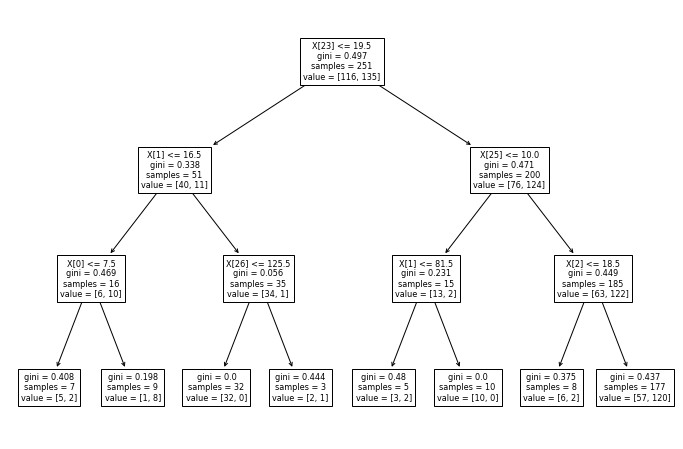 X[23] <= 19.5
gini = 0.497
samples = 251
value = [116, 135]
X[1] <= 16.5
gini = 0.338
samples = 51
value = [40, 11]
X[25] <= 10.0
gini = 0.471
samples = 200
value = [76, 124]
X[0] <= 7.5
gini = 0.469
samples = 16
value = [6, 10]
X[26] <= 125.5
gini = 0.056
samples = 35
value = [34, 1]
X[1] <= 81.5
gini = 0.231
samples = 15
value = [13, 2]
X[2] <= 18.5
gini = 0.449
samples = 185
value = [63, 122]
gini = 0.408
samples = 7
value = [5, 2]
gini = 0.198
samples = 9
value = [1, 8]
gini = 0.0
samples = 32
value = [32, 0]
gini = 0.444
samples = 3
value = [2, 1]
gini = 0.48
samples = 5
value = [3, 2]
gini = 0.0
samples = 10
value = [10, 0]
gini = 0.375
samples = 8
value = [6, 2]
gini = 0.437
samples = 177
value = [57, 120]